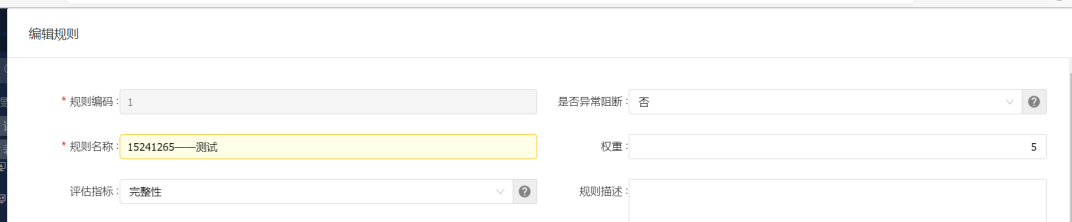 编辑规则
* 规则编码： 1
是否异常阻断： 否
* 规则名称： 15241265——测试
权重： 5
评估指标： 完整性
规则描述：